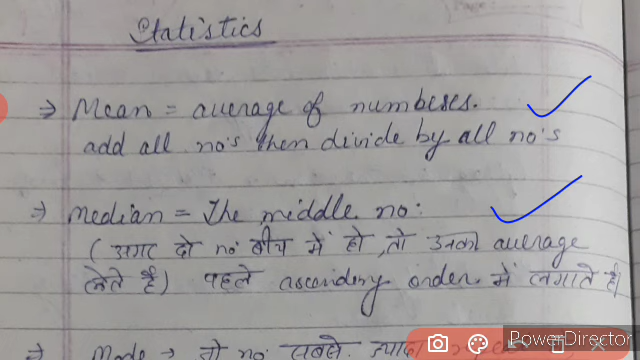 Statistics
⇒ Mean = average of numbeses.
add all no's then divide by all no's
⇒ Median = The middle no:
(अगर दो no: बीच में हो, तो उनका average
लेते है) पहले ascending order में लगाते है।
⇒ Mode → जो no: सबसे ज्यादा
PowerDirector